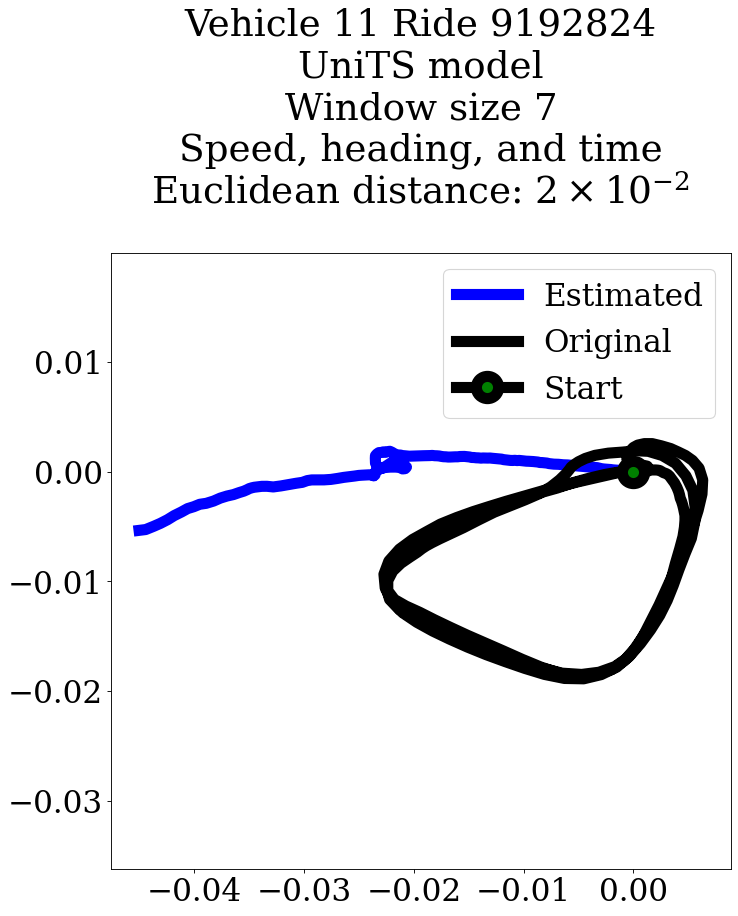 Vehicle 11 Ride 9192824
UniTS model
Window size 7
Speed, heading, and time
Euclidean distance: 2 × 10⁻²
Estimated
Original
Start
0.01
0.00
−0.01
−0.02
−0.03
−0.04 −0.03 −0.02 −0.01 0.00